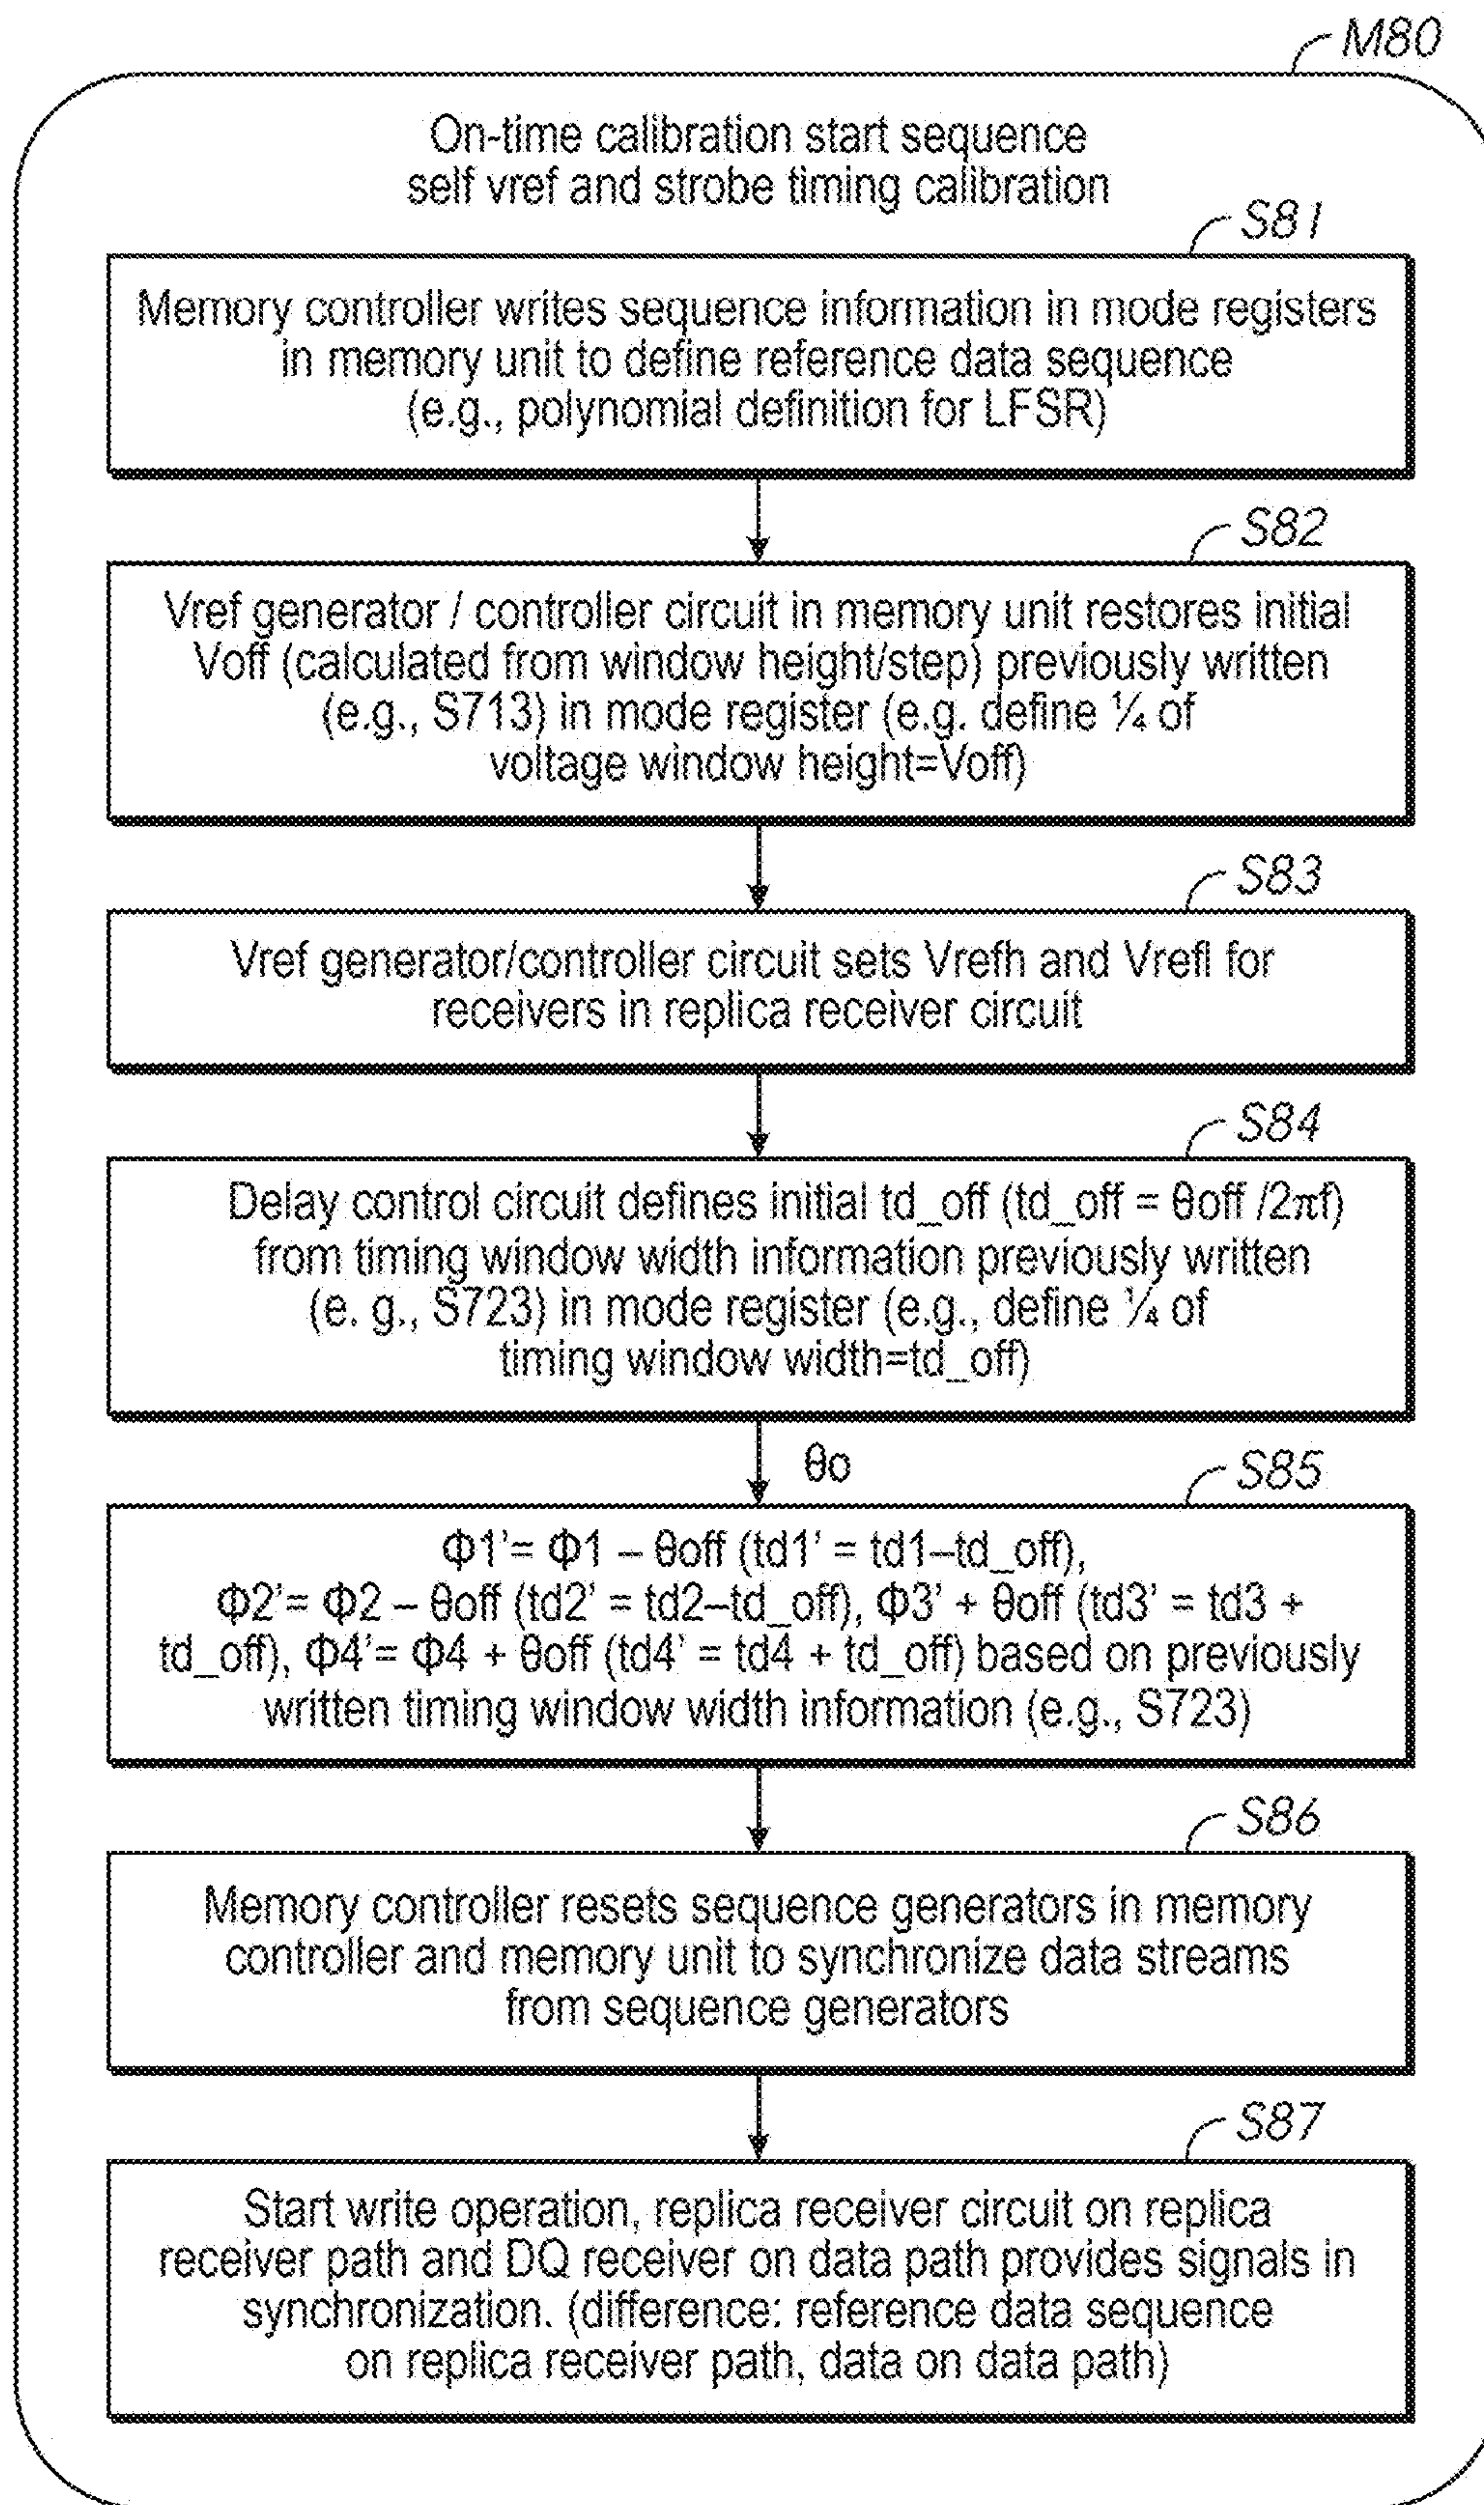 M80
On-time calibration start sequence
self vref and strobe timing calibration
S81
Memory controller writes sequence information in mode registers
in memory unit to define reference data sequence
(e.g., polynomial definition for LFSR)
S82
Vref generator / controller circuit in memory unit restores initial
Voff (calculated from window height/step) previously written
(e.g., S713) in mode register (e.g. define ¼ of
voltage window height=Voff)
S83
Vref generator/controller circuit sets Vrefh and Vrefl for
receivers in replica receiver circuit
S84
Delay control circuit defines initial td_off (td_off = θoff /2πf)
from timing window width information previously written
(e. g., S723) in mode register (e.g., define ¼ of
timing window width=td_off)
θo
S85
Φ1’= Φ1 – θoff (td1’ = td1–td_off),
Φ2’= Φ2 – θoff (td2’ = td2–td_off), Φ3’ + θoff (td3’ = td3 +
td_off), Φ4’= Φ4 + θoff (td4’ = td4 + td_off) based on previously
written timing window width information (e.g., S723)
S86
Memory controller resets sequence generators in memory
controller and memory unit to synchronize data streams
from sequence generators
S87
Start write operation, replica receiver circuit on replica
receiver path and DQ receiver on data path provides signals in
synchronization. (difference: reference data sequence
on replica receiver path, data on data path)